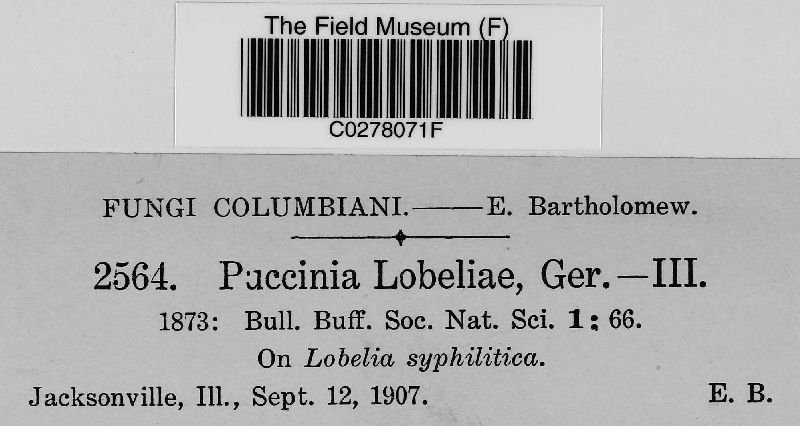 The Field Museum (F)
C0278071F
FUNGI COLUMBIANI.——E. Bartholomew.
2564. Puccinia Lobeliae, Ger.—III.
1873: Bull. Buff. Soc. Nat. Sci. 1: 66.
On Lobelia syphilitica.
Jacksonville, Ill., Sept. 12, 1907. E. B.